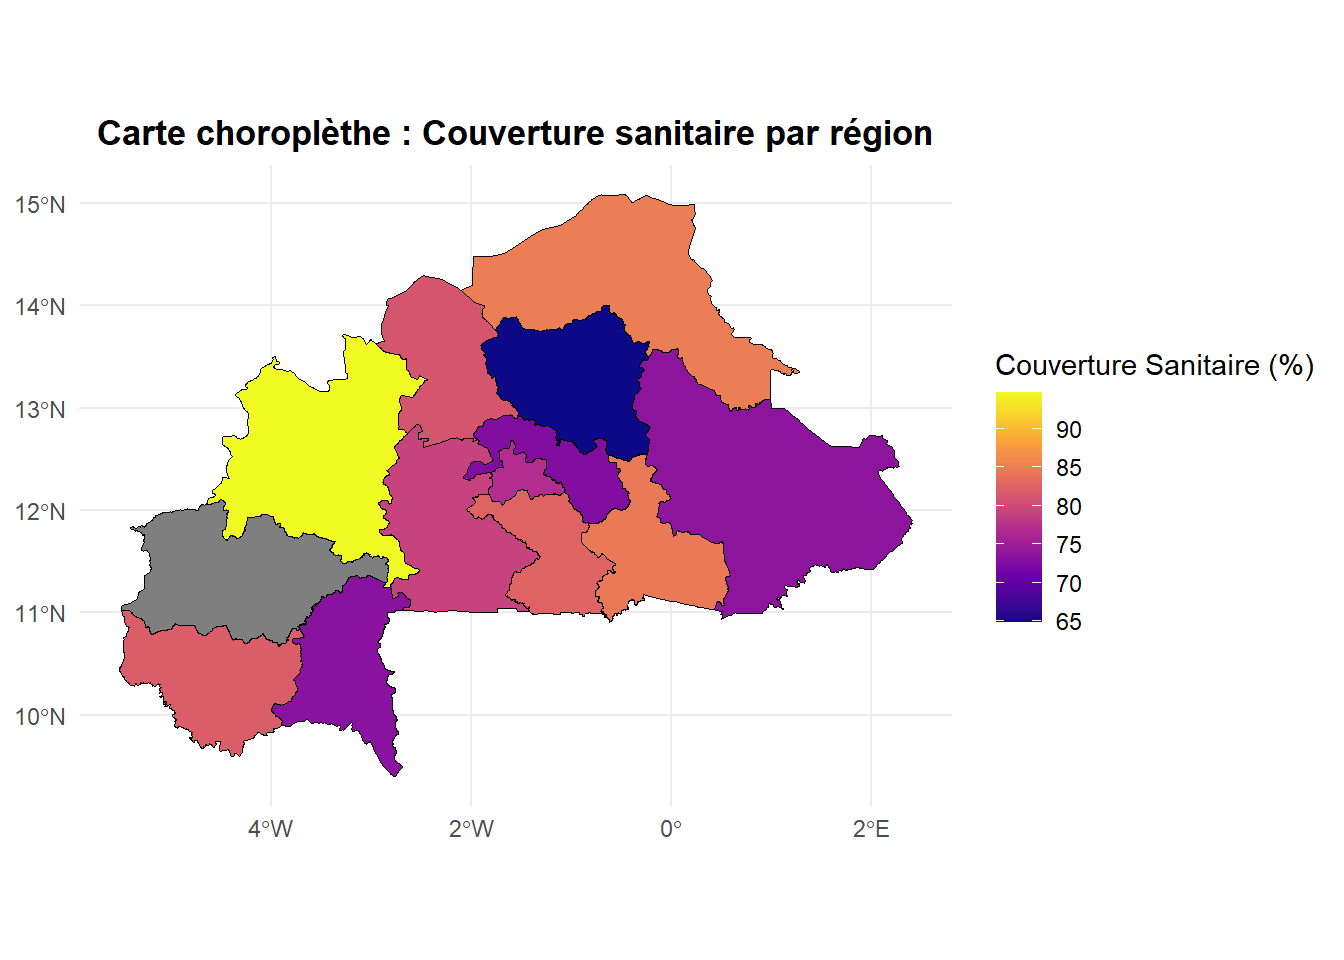 Carte choroplèthe : Couverture sanitaire par région
15°N
14°N
13°N
12°N
11°N
10°N
4°W
2°W
0°
2°E
Couverture Sanitaire (%)
90
85
80
75
70
65